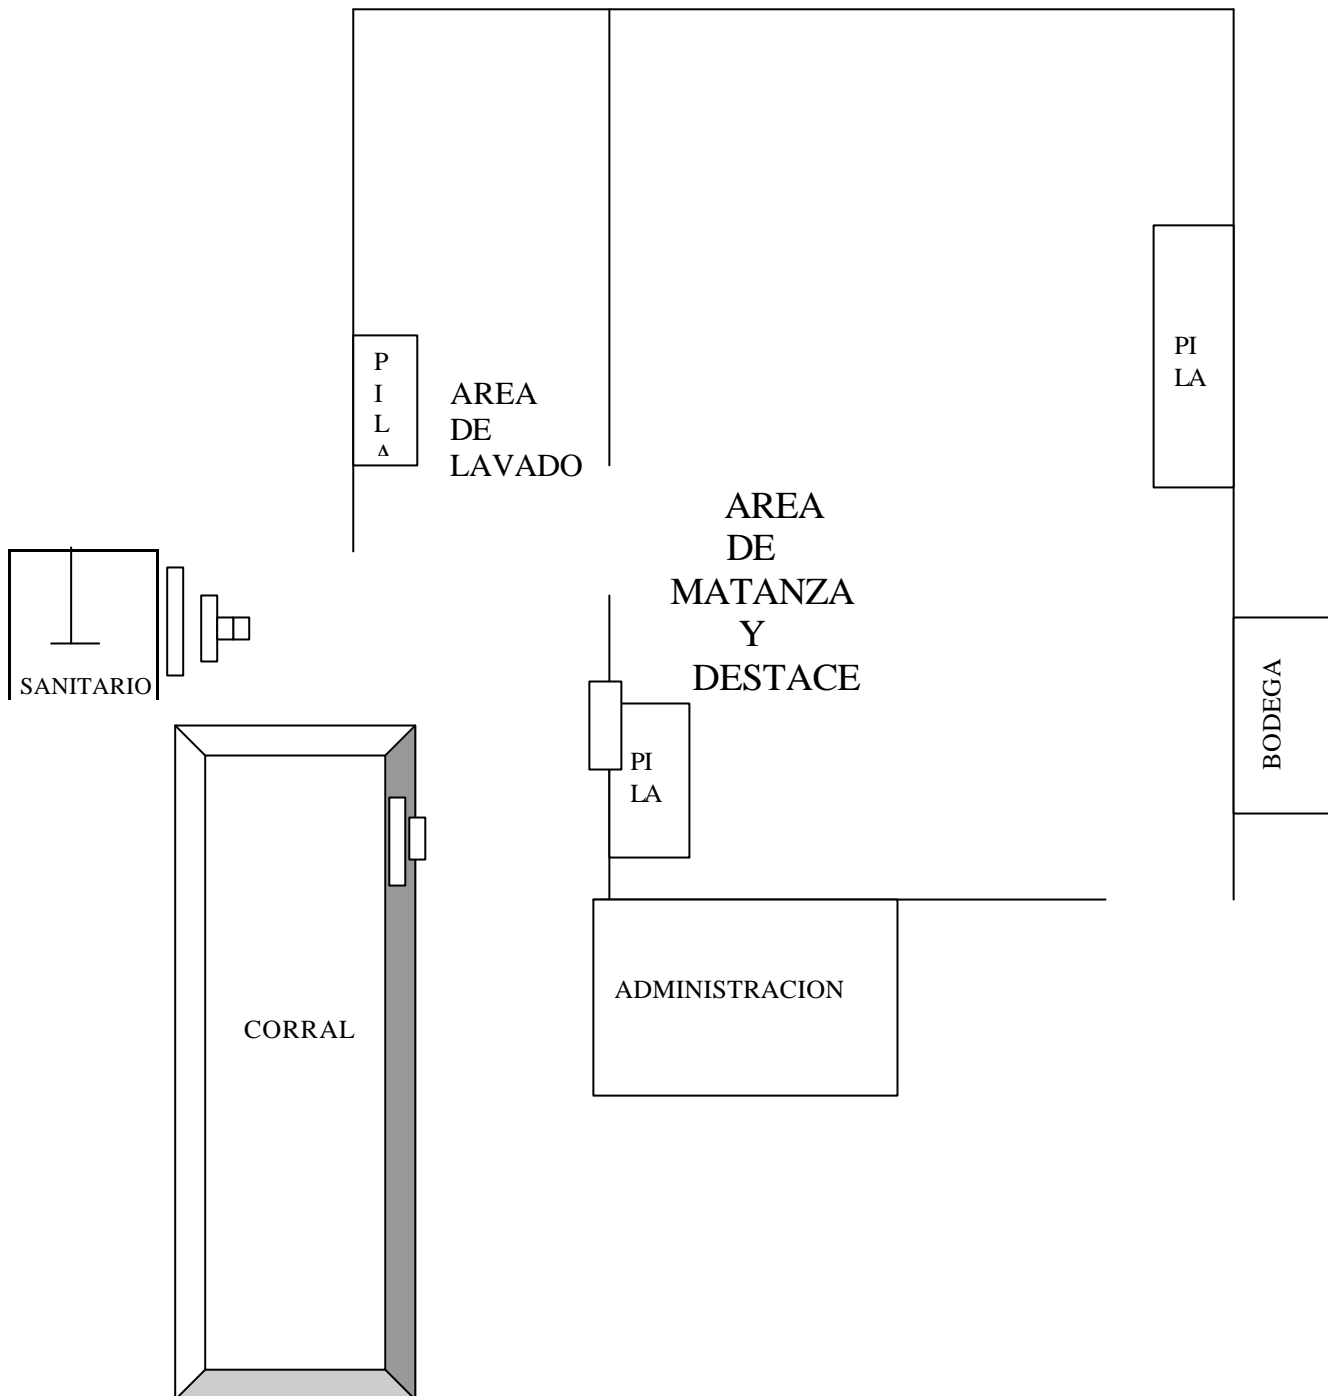 P
I
L
A
AREA
DE
LAVADO
PI
LA
AREA
DE
MATANZA
Y
DESTACE
SANITARIO
BODEGA
PI
LA
ADMINISTRACION
CORRAL